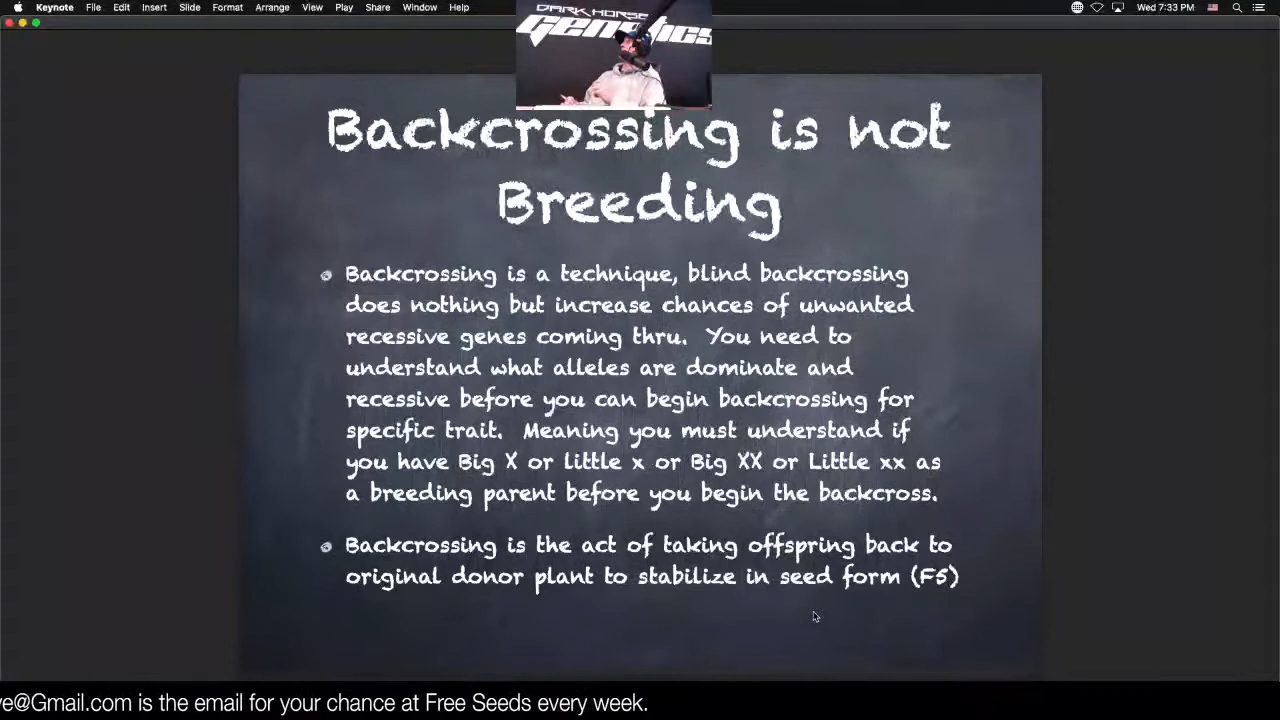 Keynote File Edit Insert Slide Format Arrange View Play Share Window Help Wed 7:33 PM
DARK HORSE
genetics
Backcrossing is not
Breeding
Backcrossing is a technique, blind backcrossing
does nothing but increase chances of unwanted
recessive genes coming thru. You need to
understand what alleles are dominate and
recessive before you can begin backcrossing for
specific trait. Meaning you must understand if
you have Big X or little x or Big XX or Little xx as
a breeding parent before you begin the backcross.
Backcrossing is the act of taking offspring back to
original donor plant to stabilize in seed form (F5)
ve@Gmail.com is the email for your chance at Free Seeds every week.